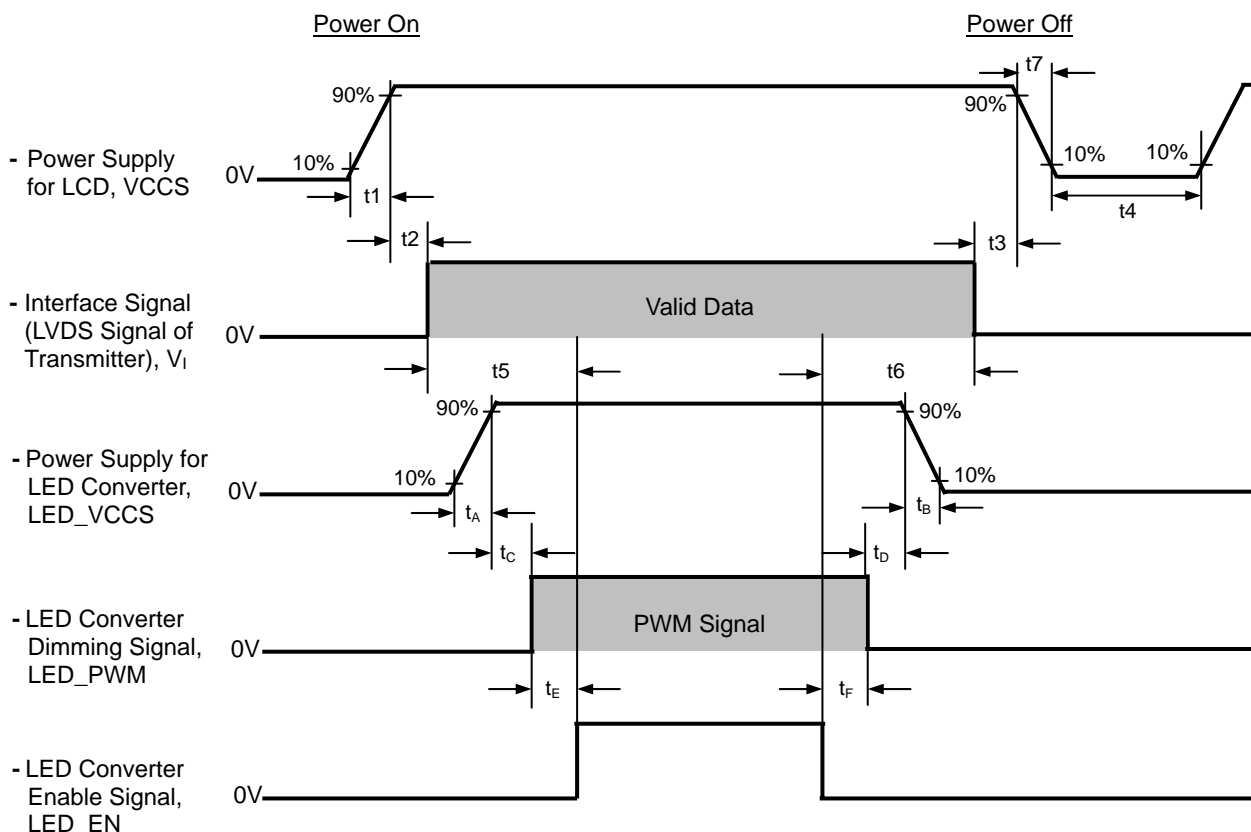 Power On
Power Off
t7
90%
90%
- Power Supply
for LCD, VCCS
10%
10%
10%
0V
t1
t4
t2
t3
- Interface Signal
(LVDS Signal of
Transmitter), VI
0V
Valid Data
t5
t6
90%
90%
- Power Supply for
LED Converter,
LED_VCCS
10%
10%
0V
tA
tB
tC
tD
- LED Converter
Dimming Signal,
LED_PWM
0V
PWM Signal
tE
tF
- LED Converter
Enable Signal,
LED_EN
0V